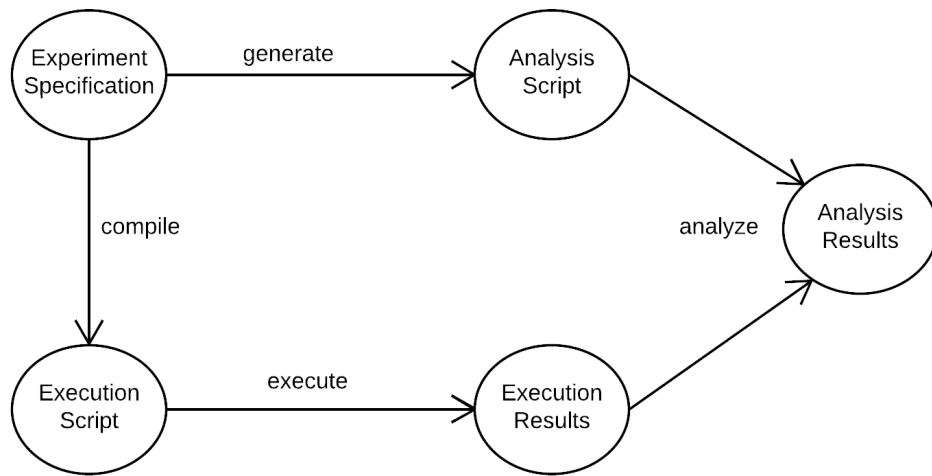 Experiment
Specification
generate
Analysis
Script
compile
analyze
Analysis
Results
Execution
Script
execute
Execution
Results